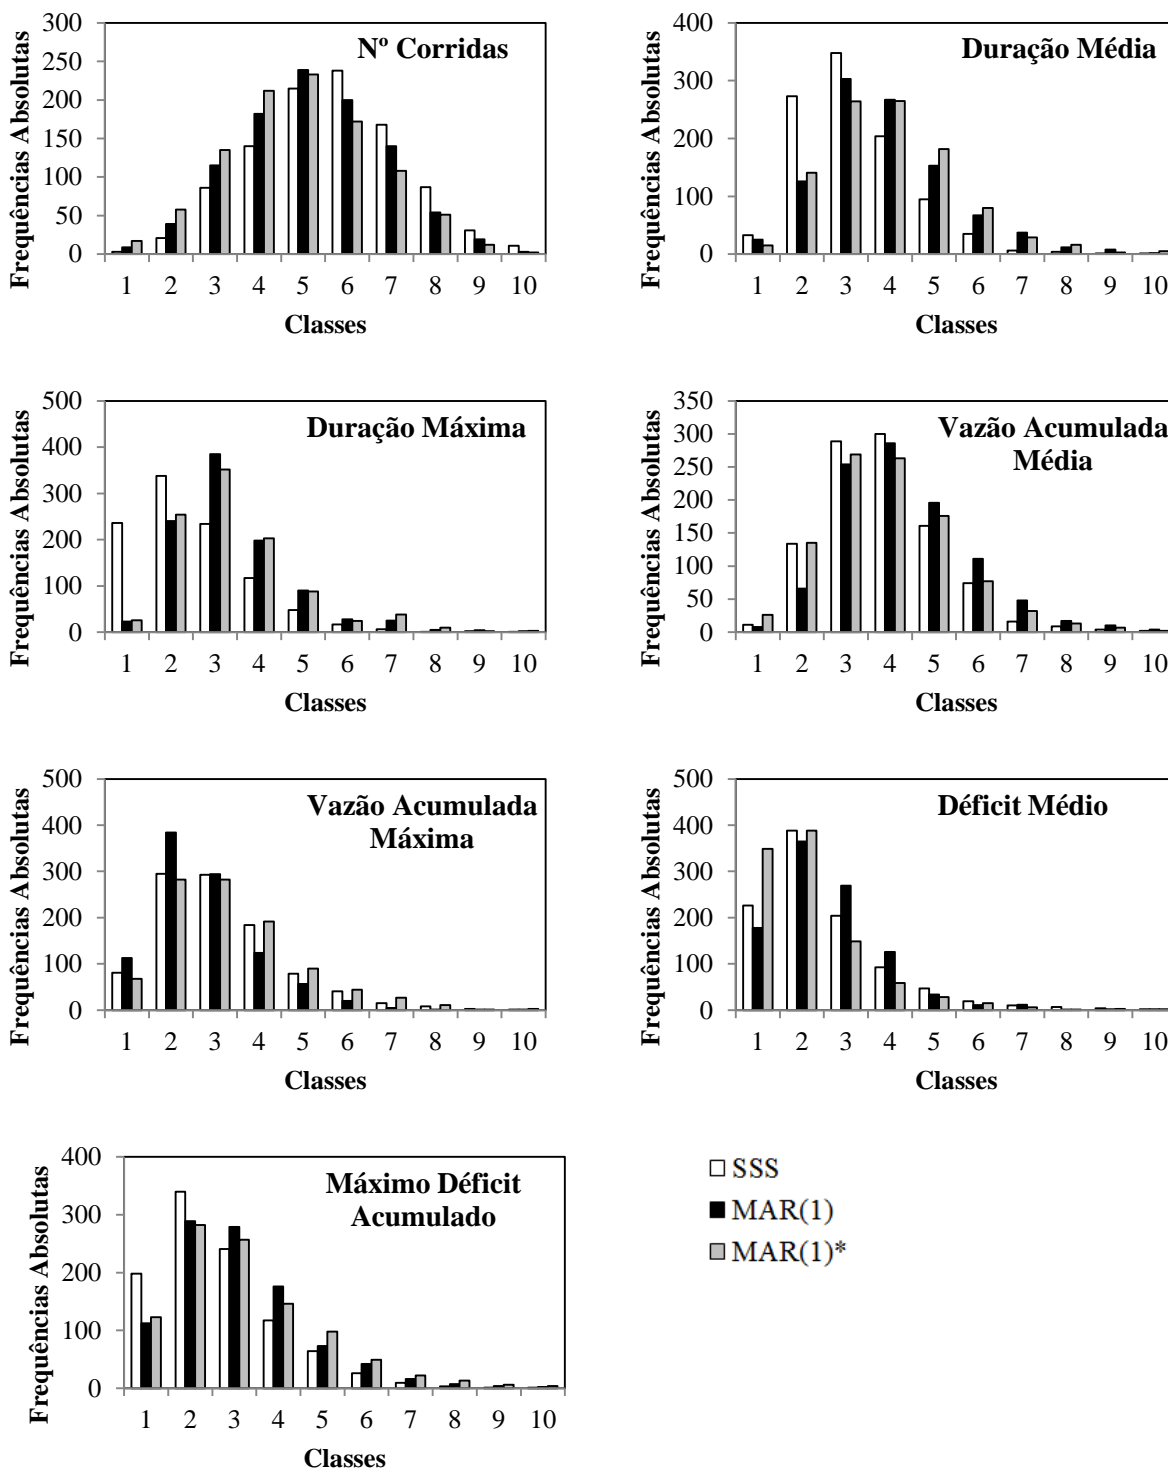 Nº Corridas
Frequências Absolutas
300
250
200
150
100
50
0
1 2 3 4 5 6 7 8 9 10
Classes
Duração Média
Frequências Absolutas
400
300
200
100
0
1 2 3 4 5 6 7 8 9 10
Classes
Duração Máxima
Frequências Absolutas
500
400
300
200
100
0
1 2 3 4 5 6 7 8 9 10
Classes
Vazão Acumulada
Média
Frequências Absolutas
350
300
250
200
150
100
50
0
1 2 3 4 5 6 7 8 9 10
Classes
Vazão Acumulada
Máxima
Frequências Absolutas
500
400
300
200
100
0
1 2 3 4 5 6 7 8 9 10
Classes
Déficit Médio
Frequências Absolutas
500
400
300
200
100
0
1 2 3 4 5 6 7 8 9 10
Classes
Máximo Déficit
Acumulado
Frequências Absolutas
400
300
200
100
0
1 2 3 4 5 6 7 8 9 10
Classes
SSS
MAR(1)
MAR(1)*